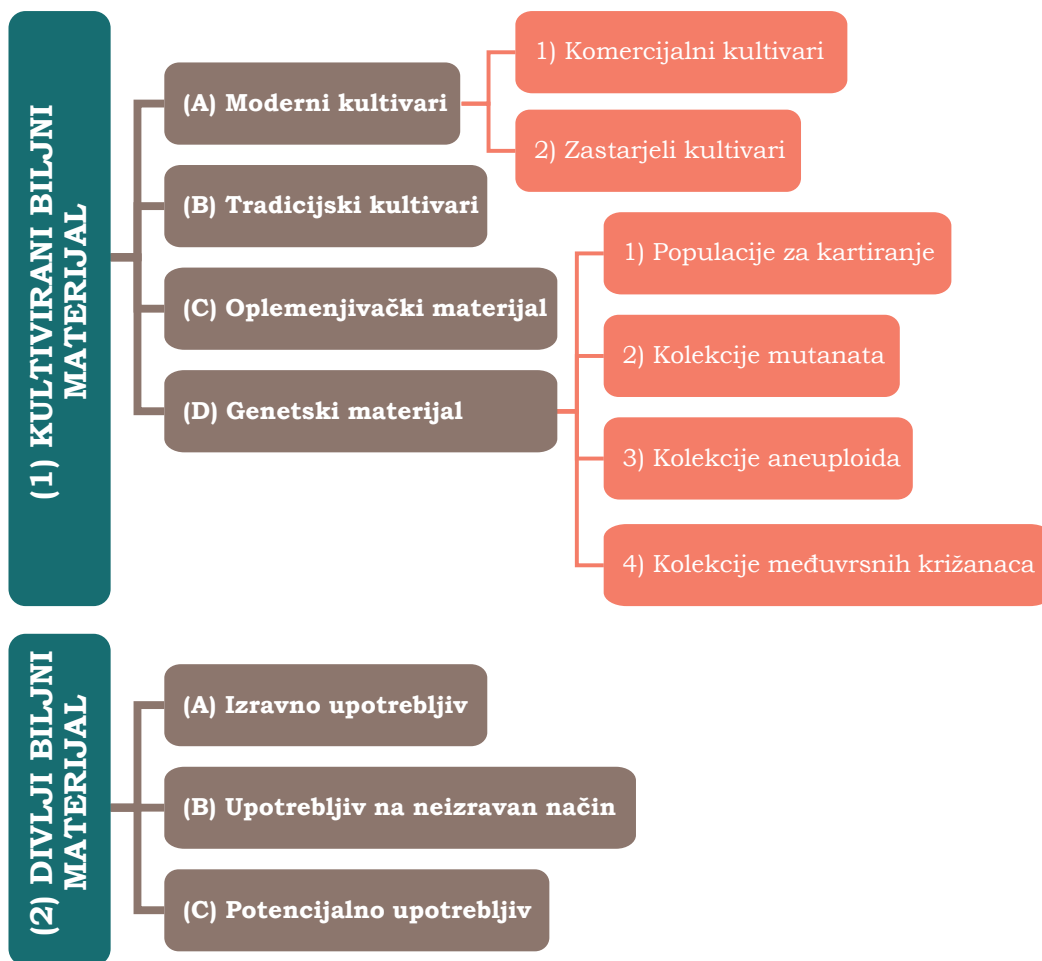 (1) KULTIVIRANI BILJNI
MATERIJAL
(A) Moderni kultivari
1) Komercijalni kultivari
2) Zastarjeli kultivari
(B) Tradicijski kultivari
(C) Oplemenjivački materijal
(D) Genetski materijal
1) Populacije za kartiranje
2) Kolekcije mutanata
3) Kolekcije aneuploida
4) Kolekcije međuvrsnih križanaca
(2) DIVLJI BILJNI
MATERIJAL
(A) Izravno upotrebljiv
(B) Upotrebljiv na neizravan način
(C) Potencijalno upotrebljiv